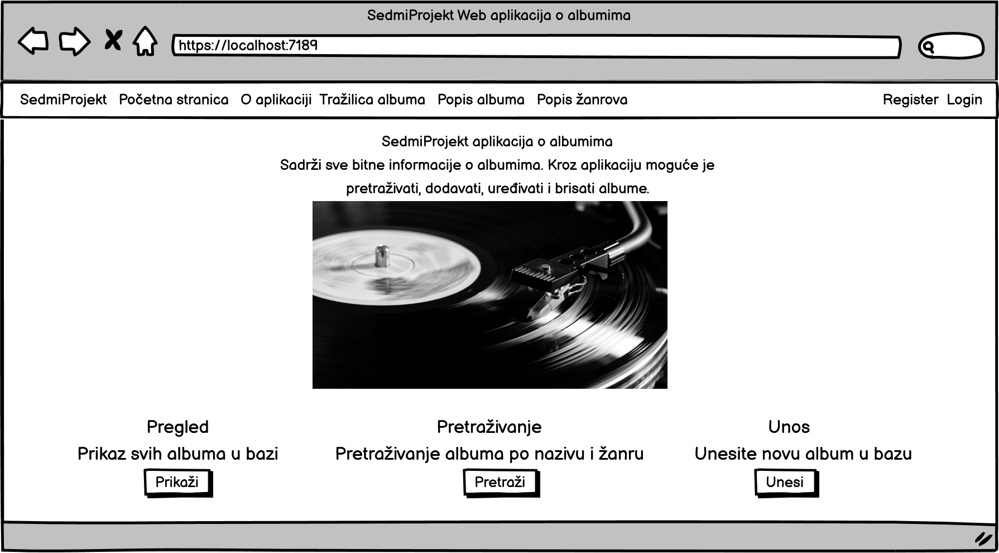 SedmiProjekt Web aplikacija o albumima
https://localhost:7189
SedmiProjekt Početna stranica O aplikaciji Tražilica albuma Popis albuma Popis žanrova Register Login
SedmiProjekt aplikacija o albumima
Sadrži sve bitne informacije o albumima. Kroz aplikaciju moguće je
pretraživati, dodavati, uređivati i brisati albume.
Pregled Pretraživanje Unos
Prikaz svih albuma u bazi Pretraživanje albuma po nazivu i žanru Unesite novu album u bazu
Prikaži Pretraži Unesi